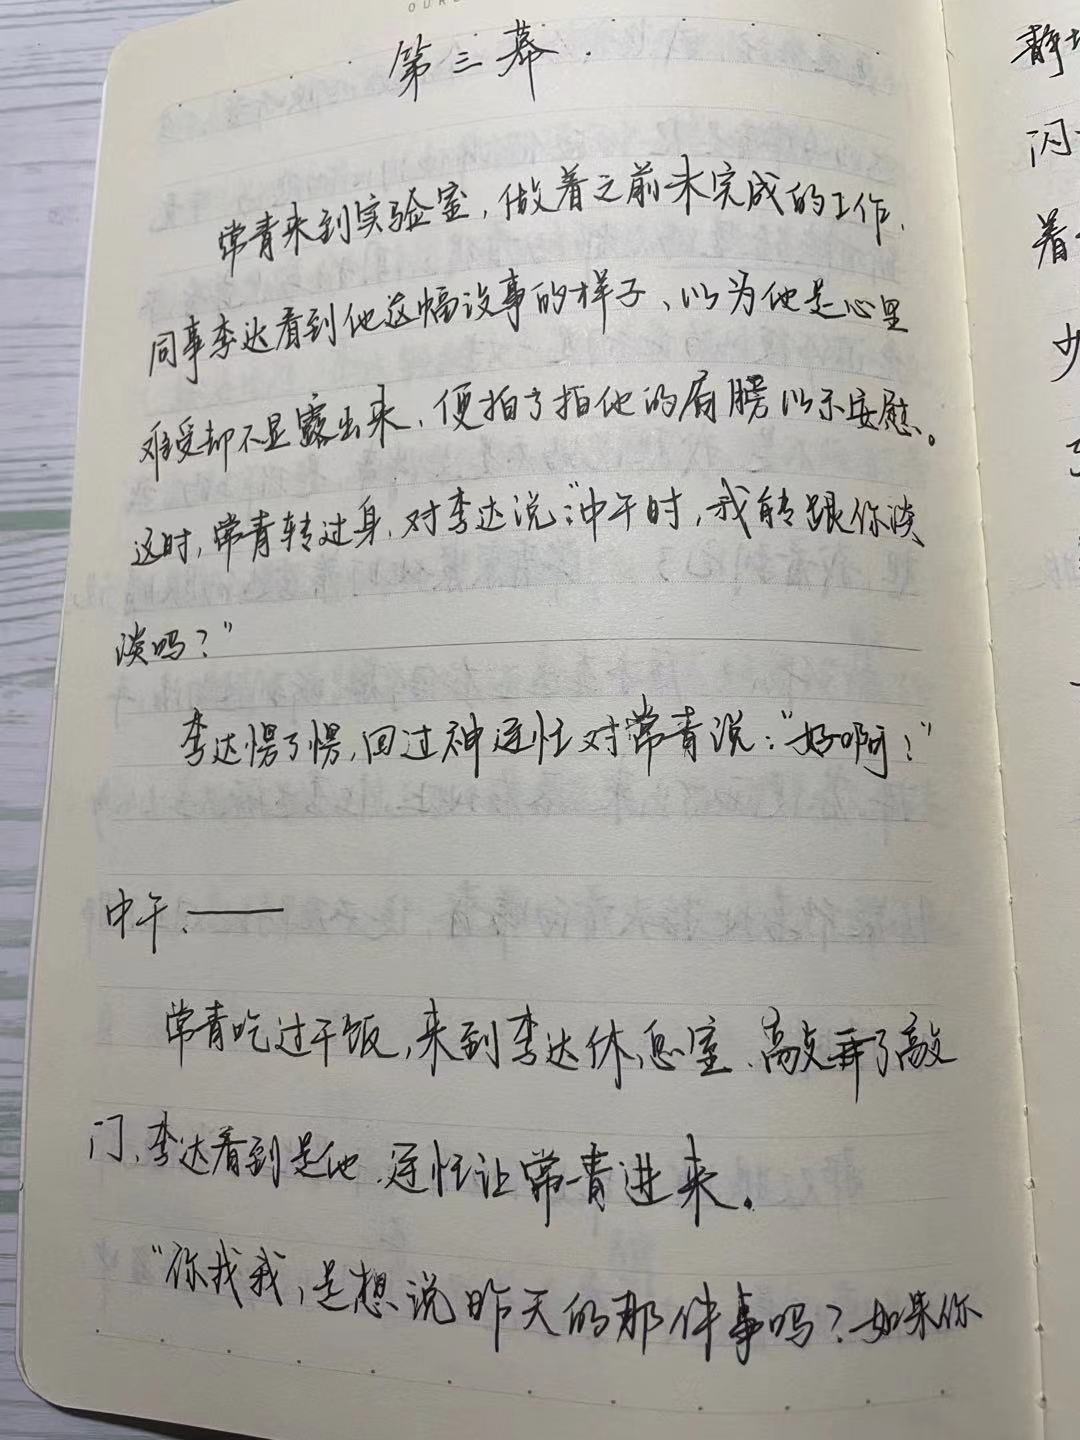 OURE
第三幕.
常青来到实验室,做着之前未完成的工作.
同事李达看到他这幅没事的样子、以为他是心里
难受却不显露出来,便拍了拍他的肩膀以示安慰。
这时,常青转过身.对李达说:“中午时,我能跟你谈
谈吗?”
李达愣了愣,回过神连忙对常青说:“好啊!”
中午:——
常青吃过午饭,来到李达休息室、敲了敲
门,李达看到是他.连忙让常青进来。
“你找我,是想说昨天的那件事吗?如果你
静
闪
着
少